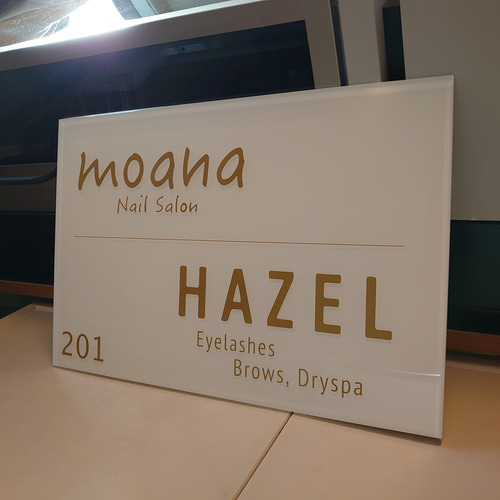 moana
Nail Salon
HAZEL
Eyelashes
Brows, Dryspa
201